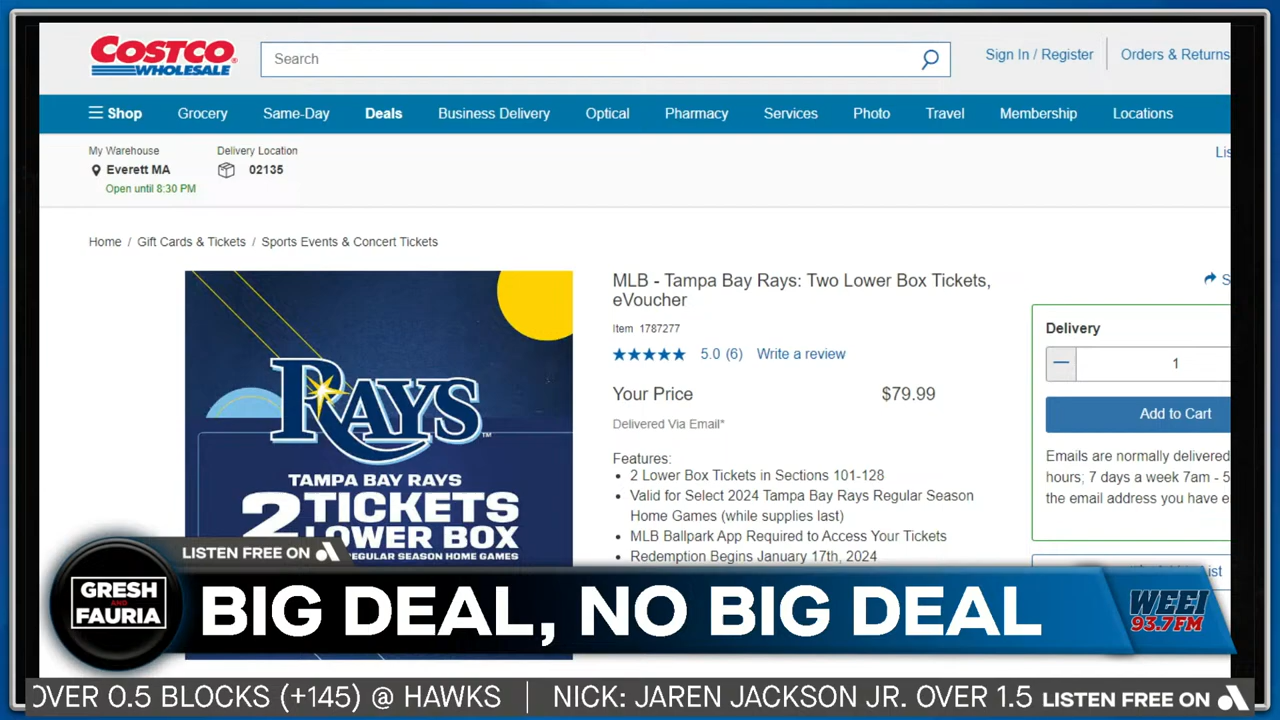 COSTCO
WHOLESALE
Search
Sign In / Register
Orders & Returns
Shop
Grocery
Same-Day
Deals
Business Delivery
Optical
Pharmacy
Services
Photo
Travel
Membership
Locations
My Warehouse
Delivery Location
Everett MA
02135
Open until 8:30 PM
Lis
Home / Gift Cards & Tickets / Sports Events & Concert Tickets
RAYS™
TAMPA BAY RAYS
2 TICKETS
LOWER BOX
REGULAR SEASON HOME GAMES
MLB - Tampa Bay Rays: Two Lower Box Tickets,
eVoucher
Item 1787277
5.0 (6) Write a review
Your Price $79.99
Delivered Via Email*
Features:
• 2 Lower Box Tickets in Sections 101-128
• Valid for Select 2024 Tampa Bay Rays Regular Season
Home Games (while supplies last)
• MLB Ballpark App Required to Access Your Tickets
• Redemption Begins January 17th, 2024
S
Delivery
1
Add to Cart
Emails are normally delivered
hours; 7 days a week 7am - 5
the email address you have e
LISTEN FREE ON
GRESH
AND
FAURIA
BIG DEAL, NO BIG DEAL
WEEI
93.7FM
OVER 0.5 BLOCKS (+145) @ HAWKS | NICK: JAREN JACKSON JR. OVER 1.5
LISTEN FREE ON